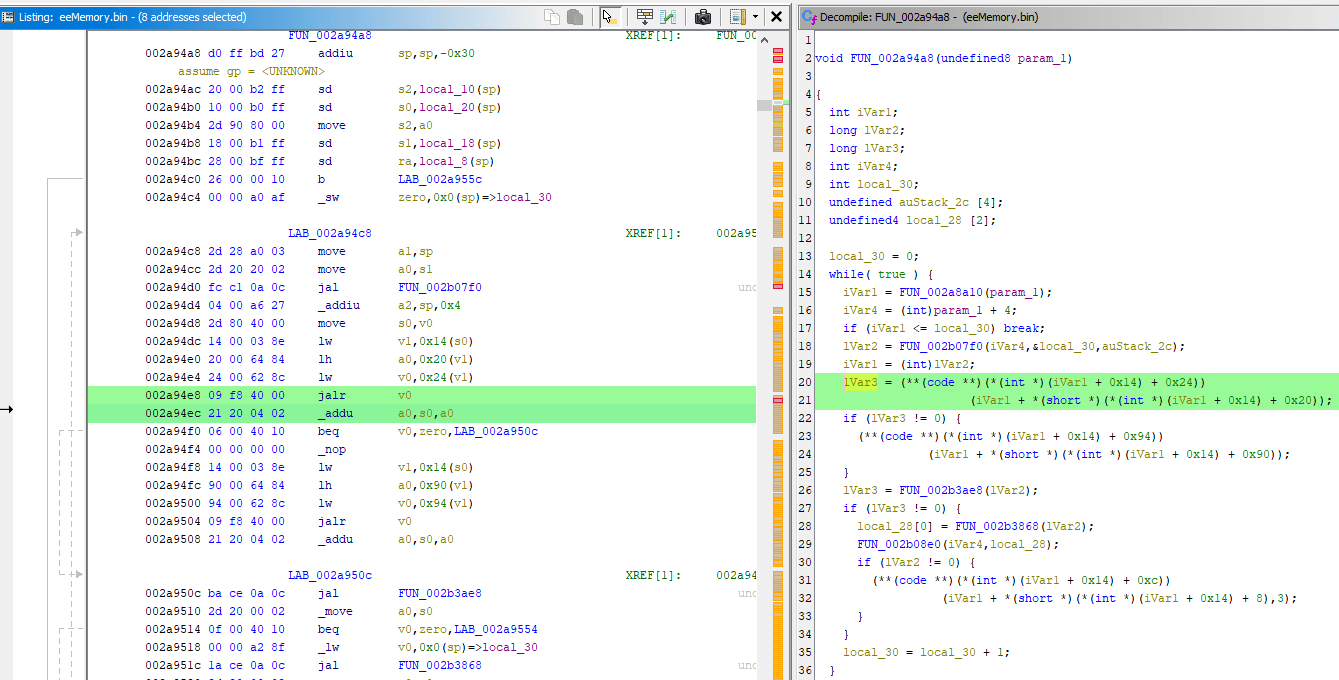 Listing: eeMemory.bin - (8 addresses selected)
FUN_002a94a8 XREF[1]: FUN_00
002a94a8 d0 ff bd 27 addiu sp,sp,-0x30
assume gp = <UNKNOWN>
002a94ac 20 00 b2 ff sd s2,local_10(sp)
002a94b0 10 00 b0 ff sd s0,local_20(sp)
002a94b4 2d 90 80 00 move s2,a0
002a94b8 18 00 b1 ff sd s1,local_18(sp)
002a94bc 28 00 bf ff sd ra,local_8(sp)
002a94c0 26 00 00 10 b LAB_002a955c
002a94c4 00 00 a0 af _sw zero,0x0(sp)=>local_30
LAB_002a94c8 XREF[1]: 002a95
002a94c8 2d 28 a0 03 move a1,sp
002a94cc 2d 20 20 02 move a0,s1
002a94d0 fc c1 0a 0c jal FUN_002b07f0 und
002a94d4 04 00 a6 27 _addiu a2,sp,0x4
002a94d8 2d 80 40 00 move s0,v0
002a94dc 14 00 03 8e lw v1,0x14(s0)
002a94e0 20 00 64 84 lh a0,0x20(v1)
002a94e4 24 00 62 8c lw v0,0x24(v1)
002a94e8 09 f8 40 00 jalr v0
002a94ec 21 20 04 02 _addu a0,s0,a0
002a94f0 06 00 40 10 beq v0,zero,LAB_002a950c
002a94f4 00 00 00 00 _nop
002a94f8 14 00 03 8e lw v1,0x14(s0)
002a94fc 90 00 64 84 lh a0,0x90(v1)
002a9500 94 00 62 8c lw v0,0x94(v1)
002a9504 09 f8 40 00 jalr v0
002a9508 21 20 04 02 _addu a0,s0,a0
LAB_002a950c XREF[1]: 002a94
002a950c ba ce 0a 0c jal FUN_002b3ae8 und
002a9510 2d 20 00 02 _move a0,s0
002a9514 0f 00 40 10 beq v0,zero,LAB_002a9554
002a9518 00 00 a2 8f _lw v0,0x0(sp)=>local_30
002a951c 1a ce 0a 0c jal FUN_002b3868 und
Decompile: FUN_002a94a8 - (eeMemory.bin)
1
2 void FUN_002a94a8(undefined8 param_1)
3
4 {
5 int iVar1;
6 long lVar2;
7 long lVar3;
8 int iVar4;
9 int local_30;
10 undefined auStack_2c [4];
11 undefined4 local_28 [2];
12
13 local_30 = 0;
14 while( true ) {
15 iVar1 = FUN_002a8a10(param_1);
16 iVar4 = (int)param_1 + 4;
17 if (iVar1 <= local_30) break;
18 lVar2 = FUN_002b07f0(iVar4,&local_30,auStack_2c);
19 iVar1 = (int)lVar2;
20 lVar3 = (**(code **)(*(int *)(iVar1 + 0x14) + 0x24))
21 (iVar1 + *(short *)(*(int *)(iVar1 + 0x14) + 0x20));
22 if (lVar3 != 0) {
23 (**(code **)(*(int *)(iVar1 + 0x14) + 0x94))
24 (iVar1 + *(short *)(*(int *)(iVar1 + 0x14) + 0x90));
25 }
26 lVar3 = FUN_002b3ae8(lVar2);
27 if (lVar3 != 0) {
28 local_28[0] = FUN_002b3868(lVar2);
29 FUN_002b08e0(iVar4,local_28);
30 if (lVar2 != 0) {
31 (**(code **)(*(int *)(iVar1 + 0x14) + 0xc))
32 (iVar1 + *(short *)(*(int *)(iVar1 + 0x14) + 8),3);
33 }
34 }
35 local_30 = local_30 + 1;
36 }